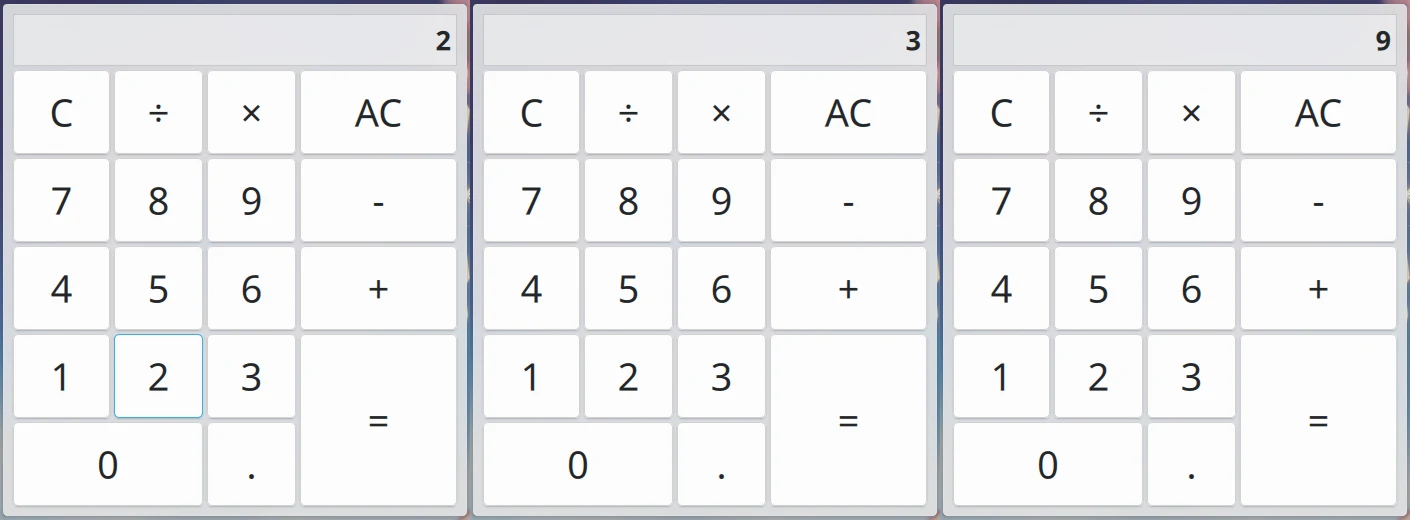 2
C ÷ × AC
7 8 9 -
4 5 6 +
1 2 3
=
0 .
3
C ÷ × AC
7 8 9 -
4 5 6 +
1 2 3
=
0 .
9
C ÷ × AC
7 8 9 -
4 5 6 +
1 2 3
=
0 .